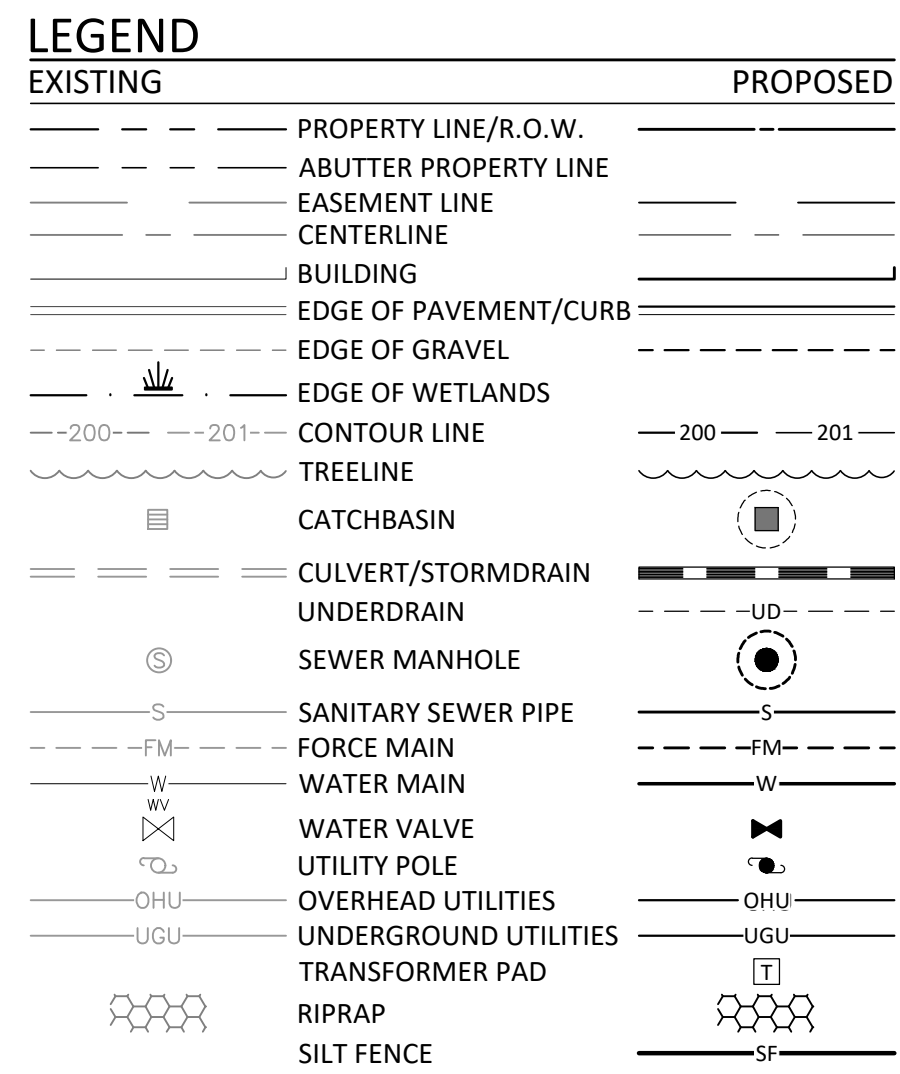 LEGEND
EXISTING PROPOSED
PROPERTY LINE/R.O.W.
ABUTTER PROPERTY LINE
EASEMENT LINE
CENTERLINE
BUILDING
EDGE OF PAVEMENT/CURB
EDGE OF GRAVEL
EDGE OF WETLANDS
200 201 CONTOUR LINE 200 201
TREELINE
CATCHBASIN
CULVERT/STORMDRAIN
UNDERDRAIN UD
S SEWER MANHOLE
S SANITARY SEWER PIPE S
FM FORCE MAIN FM
W WATER MAIN W
WV
WATER VALVE
UTILITY POLE
OHU OVERHEAD UTILITIES OHU
UGU UNDERGROUND UTILITIES UGU
TRANSFORMER PAD T
RIPRAP
SILT FENCE SF